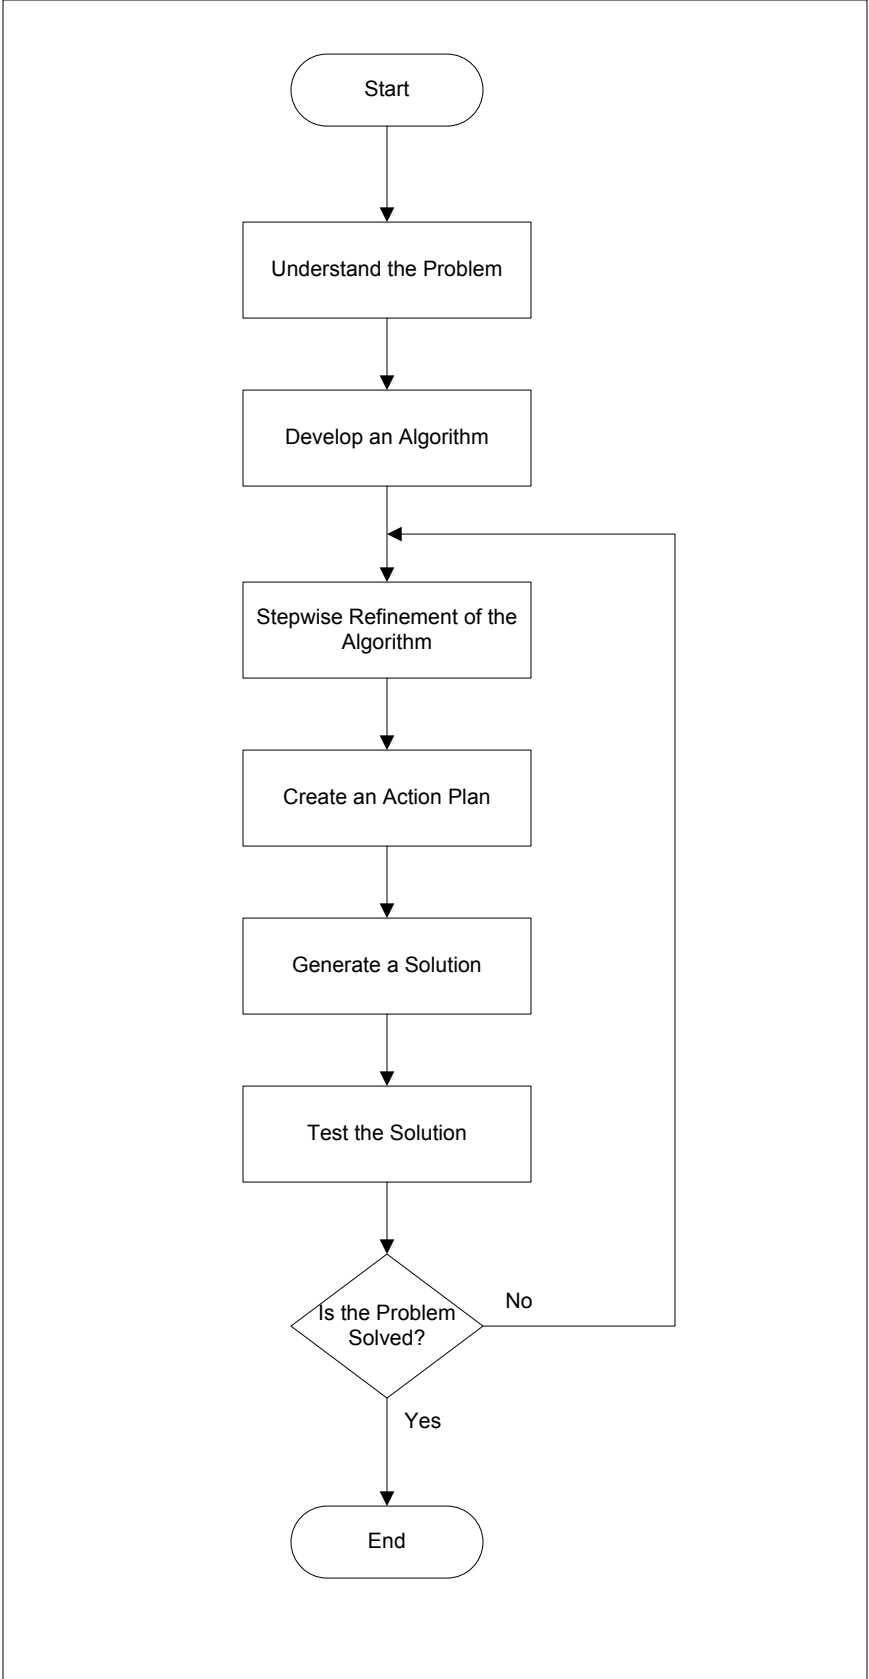 Start
Understand the Problem
Develop an Algorithm
Stepwise Refinement of the
Algorithm
Create an Action Plan
Generate a Solution
Test the Solution
Is the Problem
Solved?
No
Yes
End